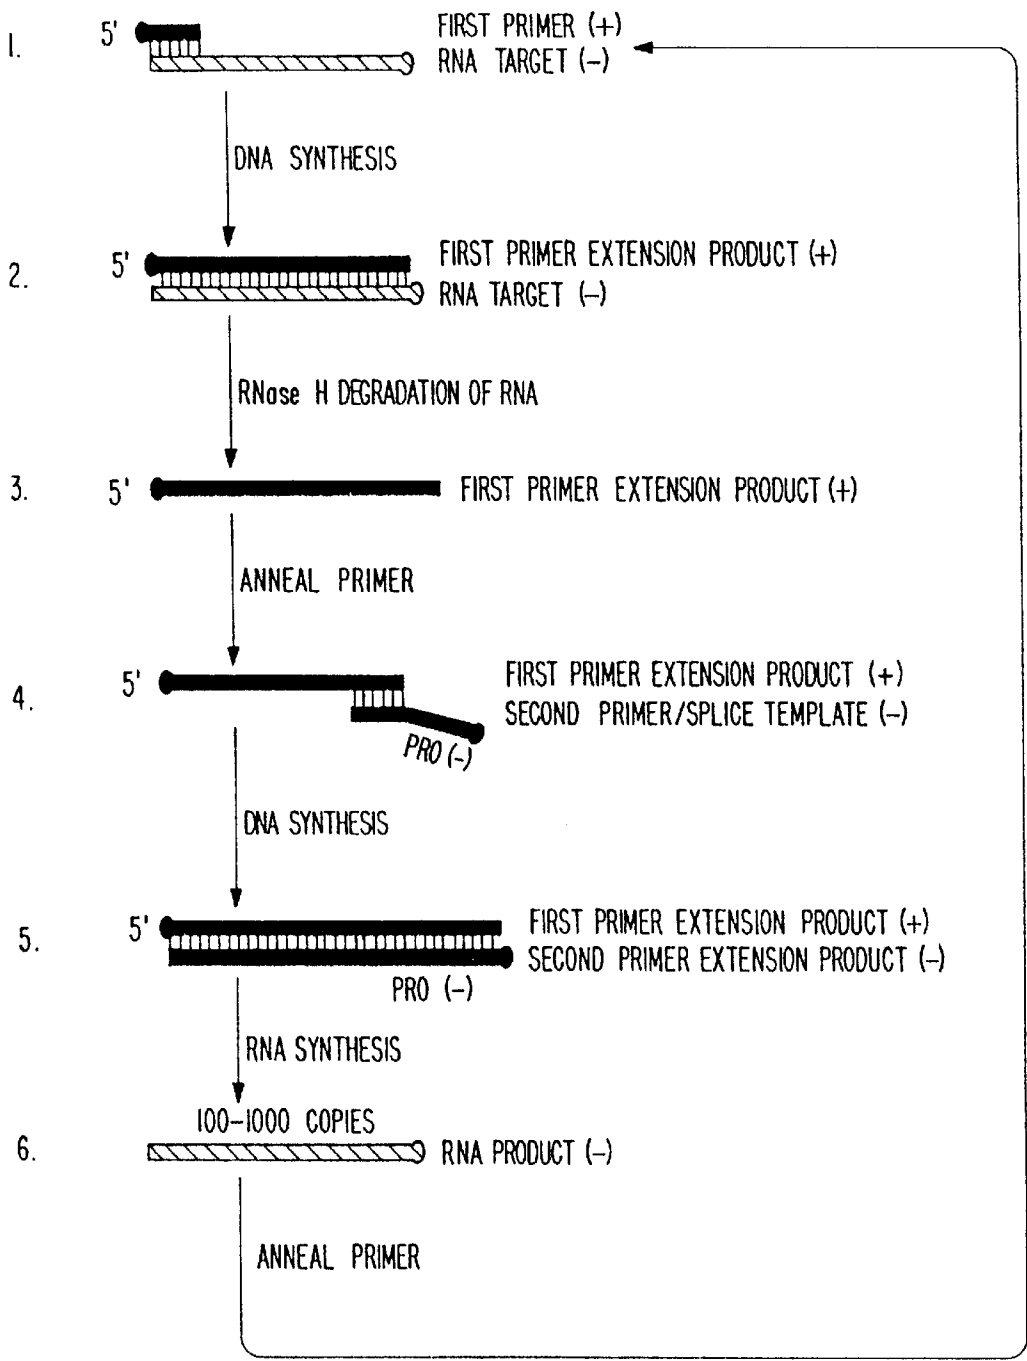 1.
5'
FIRST PRIMER (+)
RNA TARGET (-)
DNA SYNTHESIS
2.
5'
FIRST PRIMER EXTENSION PRODUCT (+)
RNA TARGET (-)
RNase H DEGRADATION OF RNA
3.
5'
FIRST PRIMER EXTENSION PRODUCT (+)
ANNEAL PRIMER
4.
5'
FIRST PRIMER EXTENSION PRODUCT (+)
SECOND PRIMER/SPLICE TEMPLATE (-)
PRO (-)
DNA SYNTHESIS
5.
5'
FIRST PRIMER EXTENSION PRODUCT (+)
SECOND PRIMER EXTENSION PRODUCT (-)
PRO (-)
RNA SYNTHESIS
100-1000 COPIES
6.
RNA PRODUCT (-)
ANNEAL PRIMER